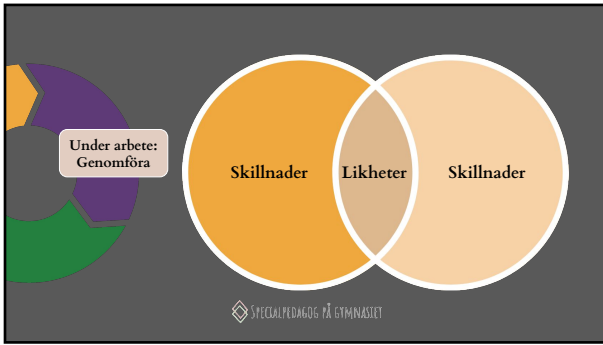 Under arbete:
Genomföra
Skillnader
Likheter
Skillnader
Specialpedagog på gymnasiet